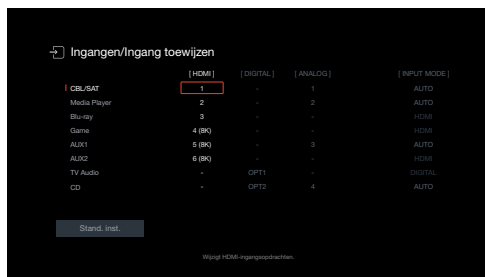 Ingangen/Ingang toewijzen
[ HDMI ] [ DIGITAL ] [ ANALOG ] [ INPUT MODE ]
CBL/SAT 1 - 1 AUTO
Media Player 2 - 2 AUTO
Blu-ray 3 - - HDMI
Game 4 (8K) - - HDMI
AUX1 5 (8K) - 3 AUTO
AUX2 6 (8K) - - HDMI
TV Audio - OPT1 - DIGITAL
CD - OPT2 4 AUTO
Stand. inst.
Wijzigt HDMI-ingangsopdrachten.